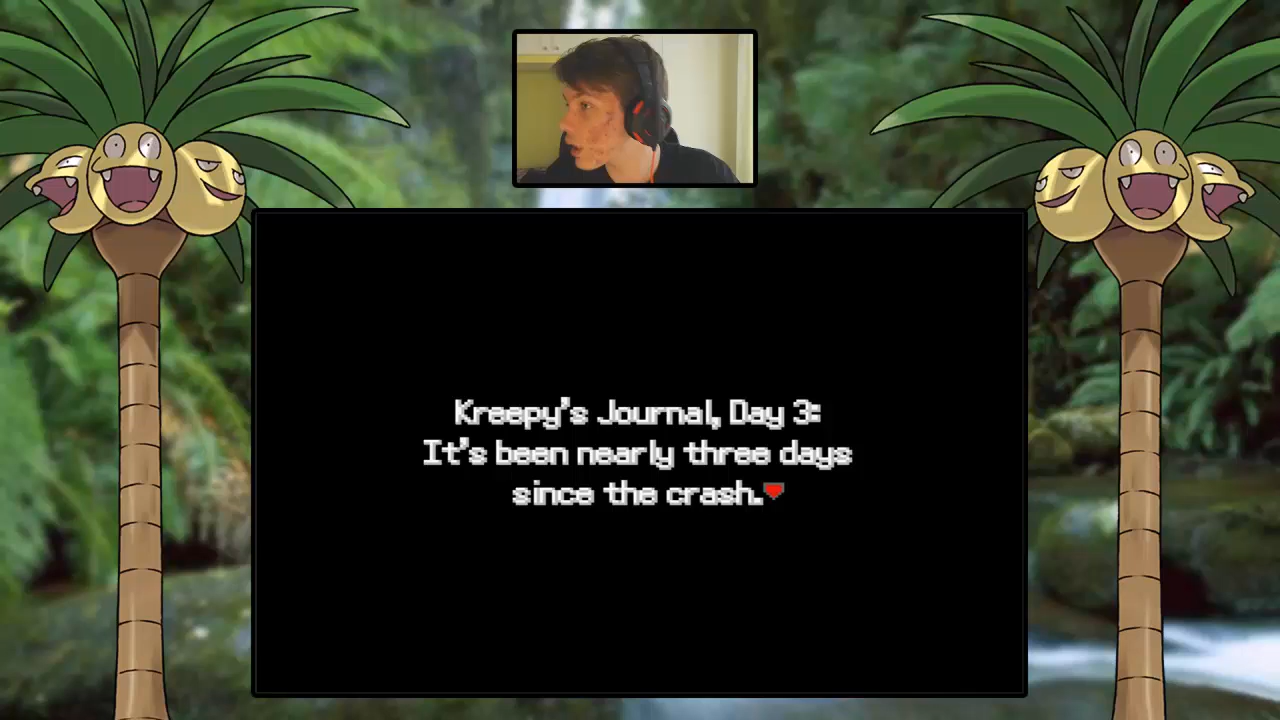 Kreepy's Journal, Day 3:
It's been nearly three days
since the crash.